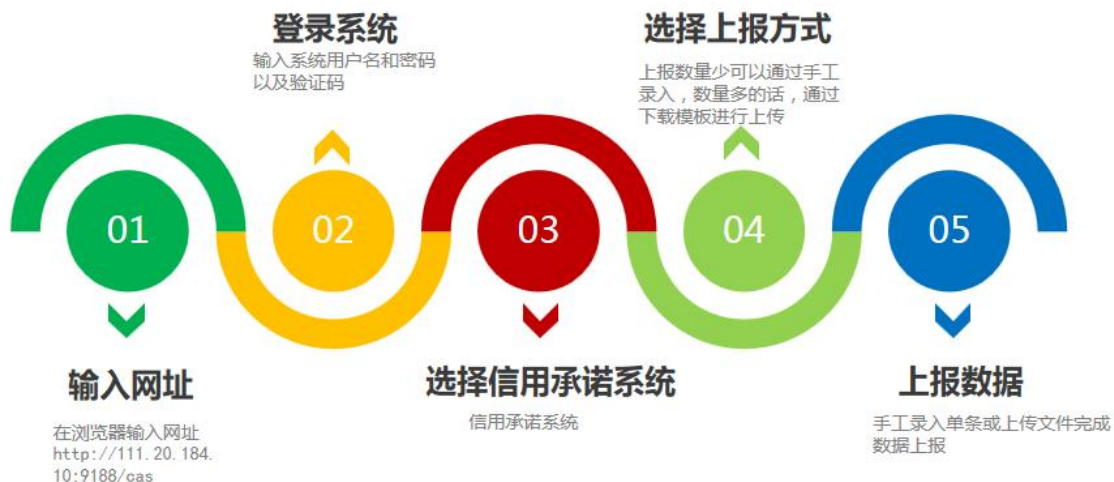 登录系统
输入系统用户名和密码
以及验证码
选择上报方式
上报数量少可以通过手工
录入，数量多的话，通过
下载模板进行上传
01
02
03
04
05
输入网址
在浏览器输入网址
http://111.20.184.
10:9188/cas
选择信用承诺系统
信用承诺系统
上报数据
手工录入单条或上传文件完成
数据上报